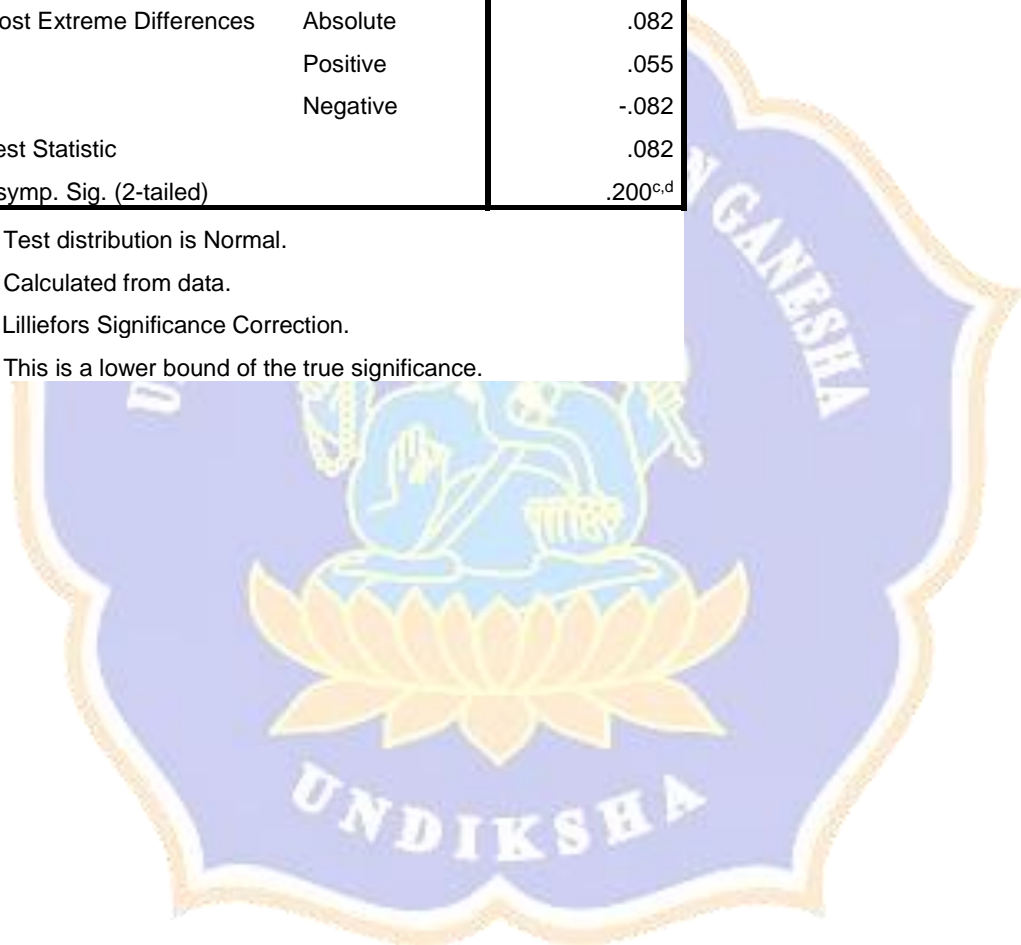 ost Extreme Differences Absolute .082
Positive .055
Negative -.082
est Statistic .082
symp. Sig. (2-tailed) .200c,d
Test distribution is Normal.
Calculated from data.
Lilliefors Significance Correction.
This is a lower bound of the true significance.
N GANESHA
UNDIKSHA